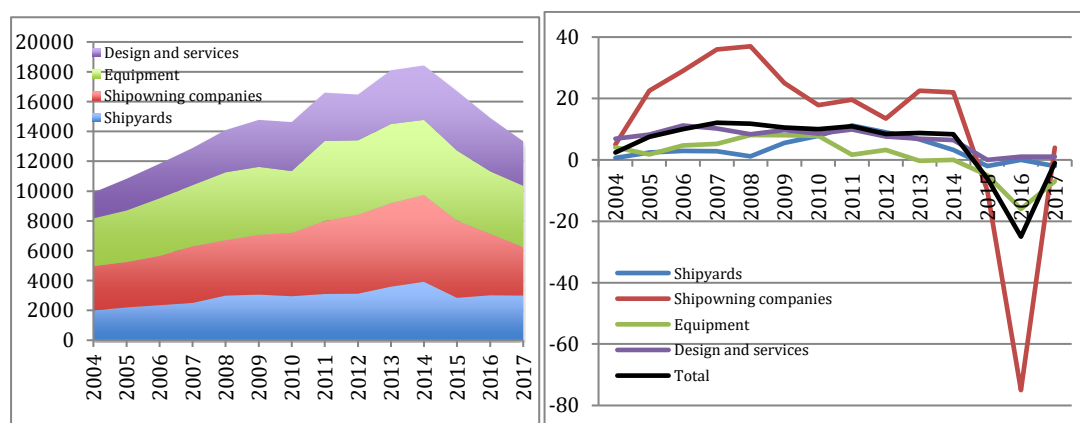 20000
18000
16000
14000
12000
10000
8000
6000
4000
2000
0
Design and services
Equipment
Shipowning companies
Shipyards
2004 2005 2006 2007 2008 2009 2010 2011 2012 2013 2014 2015 2016 2017
40
20
0
-20
-40
-60
-80
2004 2005 2006 2007 2008 2009 2010 2011 2012 2013 2014 2015 2016 2017
Shipyards
Shipowning companies
Equipment
Design and services
Total